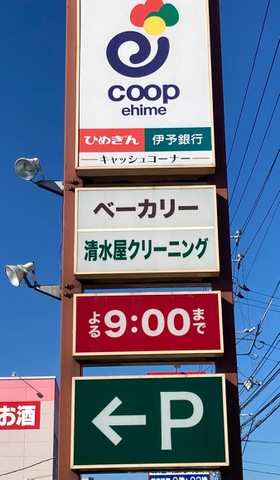 coop
ehime
ひめぎん 伊予銀行
キャッシュコーナー
ベーカリー
清水屋クリーニング
よる9:00まで
←P
お酒